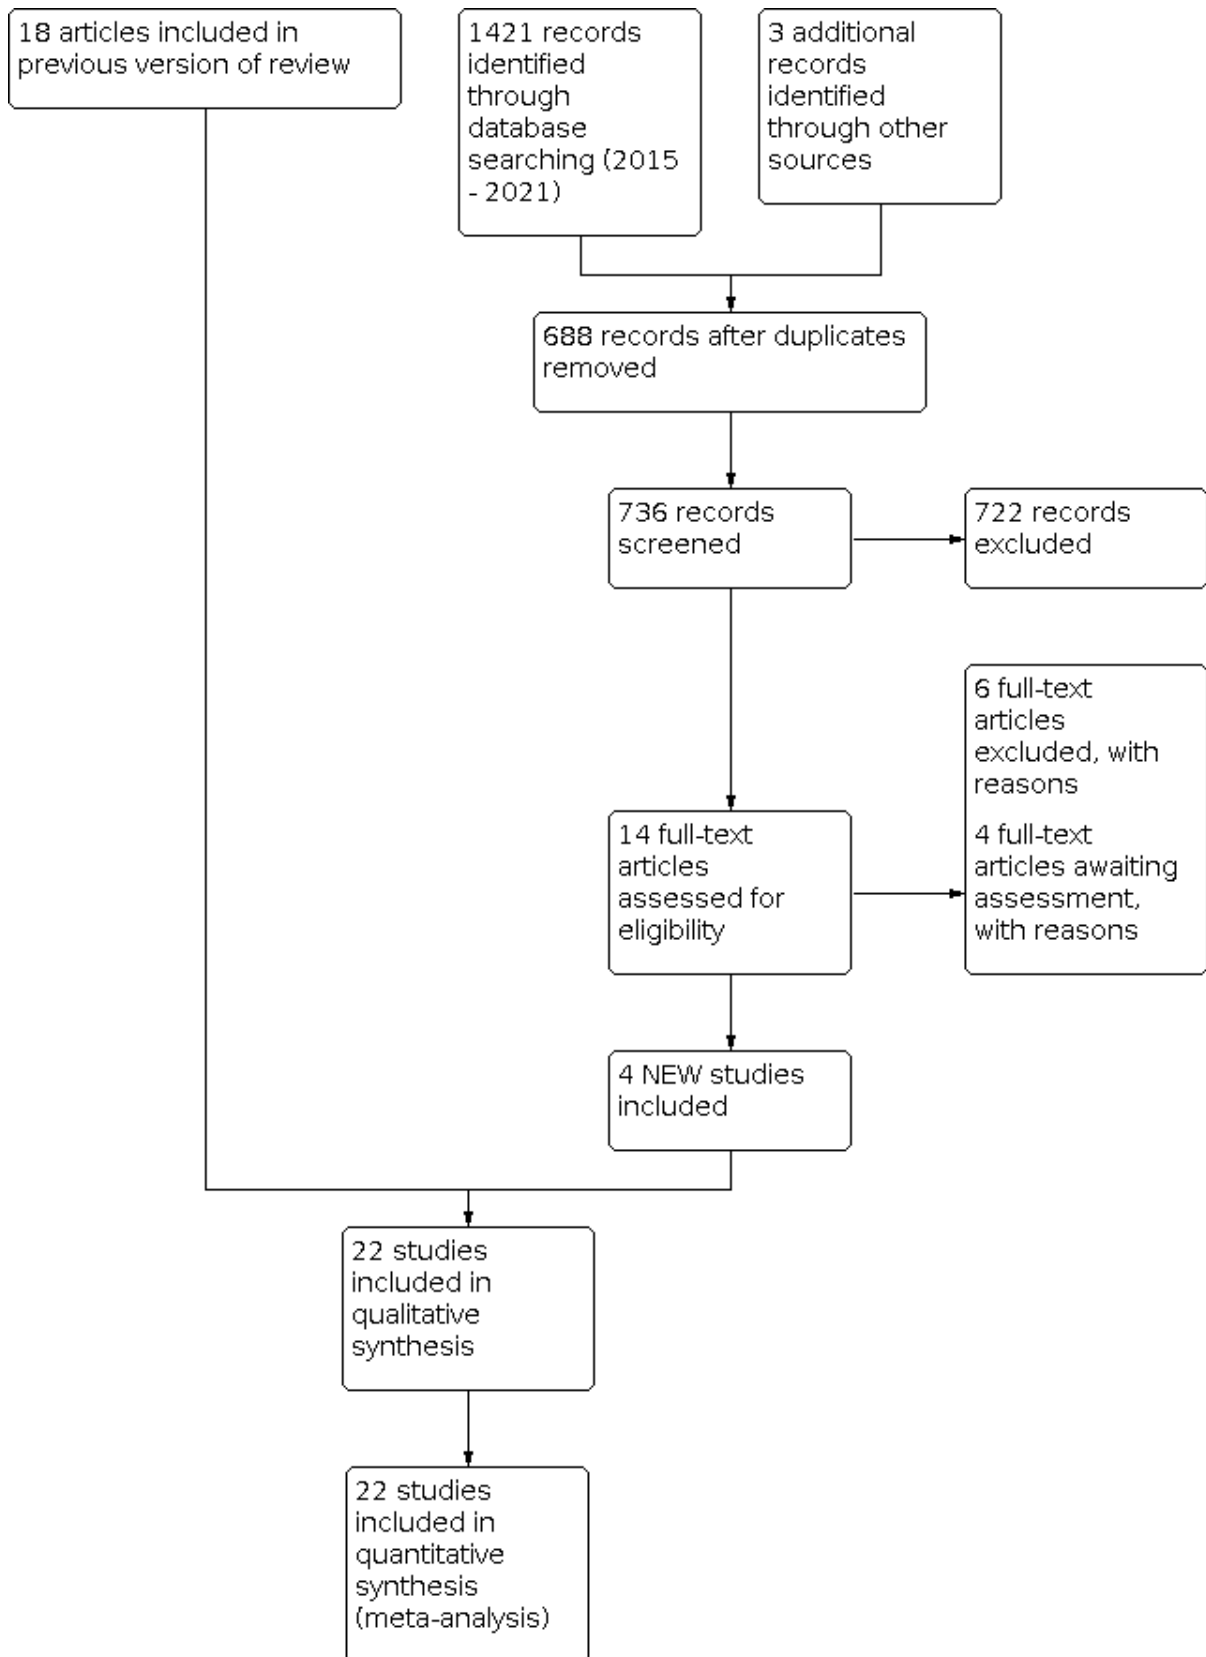 18 articles included in
previous version of review
1421 records
identified
through
database
searching (2015
- 2021)
3 additional
records
identified
through other
sources
688 records after duplicates
removed
736 records
screened
722 records
excluded
14 full-text
articles
assessed for
eligibility
6 full-text
articles
excluded, with
reasons
4 full-text
articles awaiting
assessment,
with reasons
4 NEW studies
included
22 studies
included in
qualitative
synthesis
22 studies
included in
quantitative
synthesis
(meta-analysis)